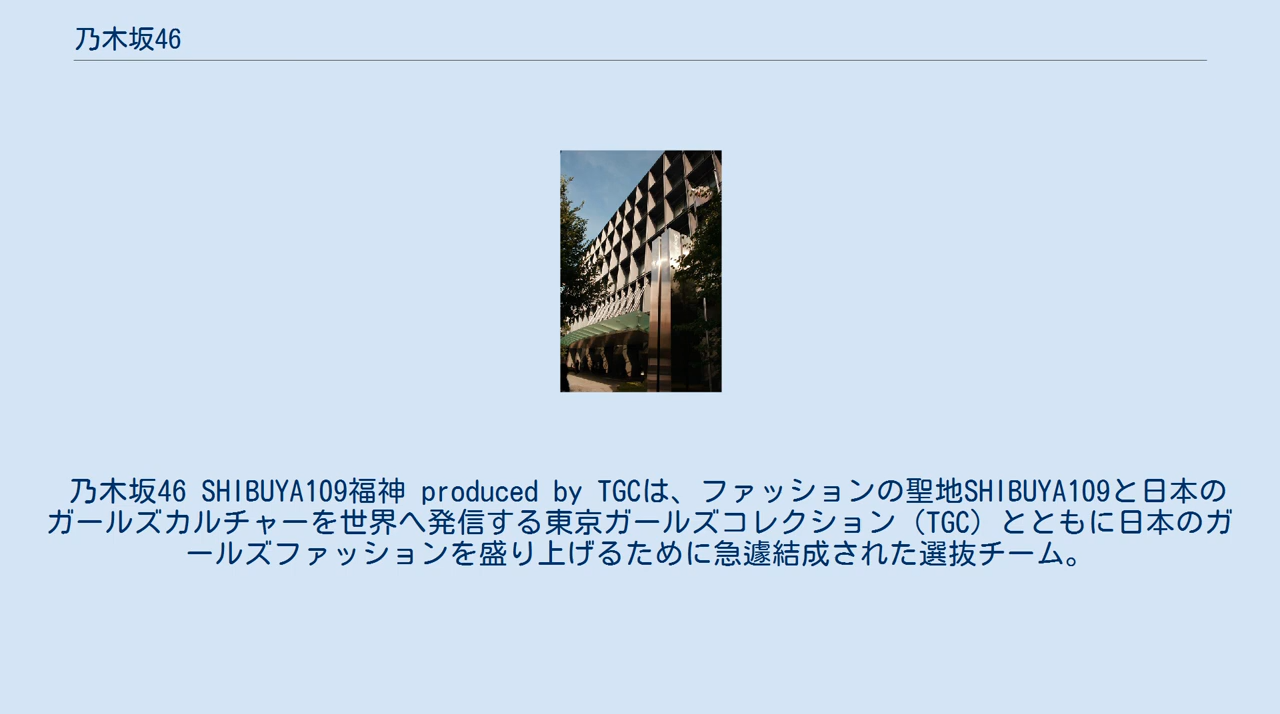 乃木坂46
乃木坂46 SHIBUYA109福神 produced by TGCは、ファッションの聖地SHIBUYA109と日本の
ガールズカルチャーを世界へ発信する東京ガールズコレクション（TGC）とともに日本のガ
ールズファッションを盛り上げるために急遽結成された選抜チーム。